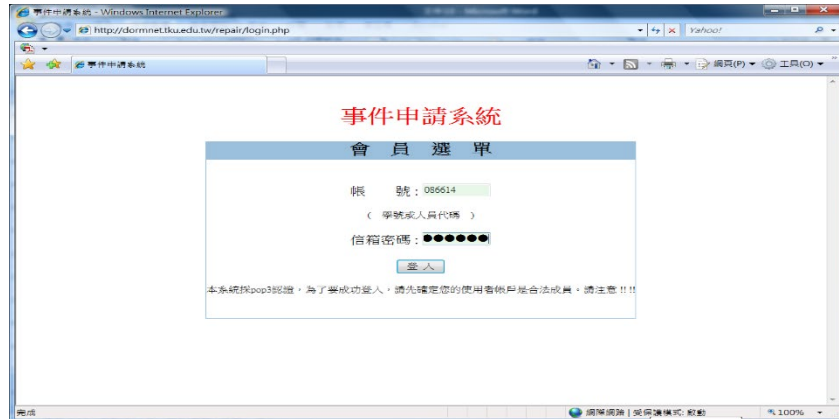 事件申請系統 - Windows Internet Explorer
http://dormnet.tku.edu.tw/repair/login.php
Yahoo!
事件申請系統
網頁(P)
工具(O)
事件申請系統
會 員 選 單
帳 號：086614
( 學號或人員代碼 )
信箱密碼：●●●●●●
登 入
本系統採pop3認證，為了要成功登入，請先確定您的使用者帳戶是合法成員。請注意!!!!
完成
網際網路 | 受保護模式: 啟動
100%